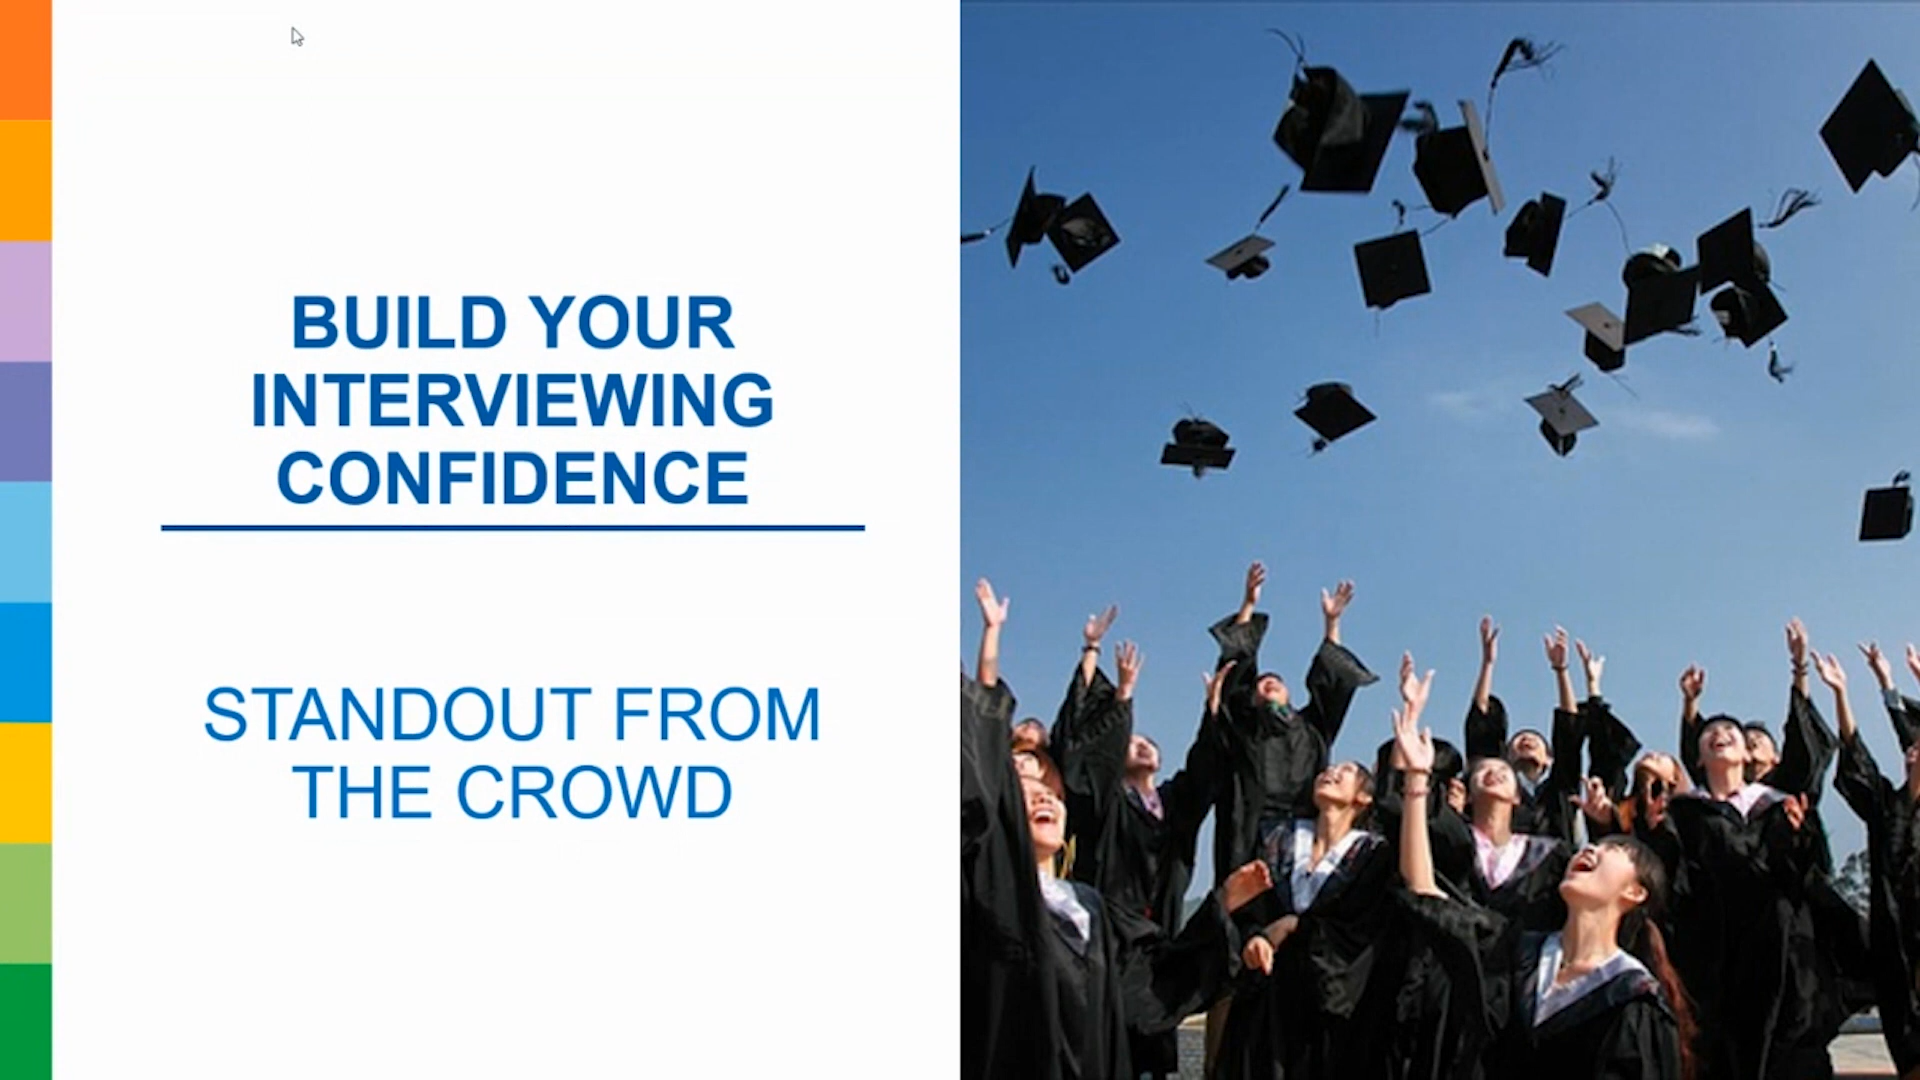 BUILD YOUR
INTERVIEWING
CONFIDENCE
STANDOUT FROM
THE CROWD